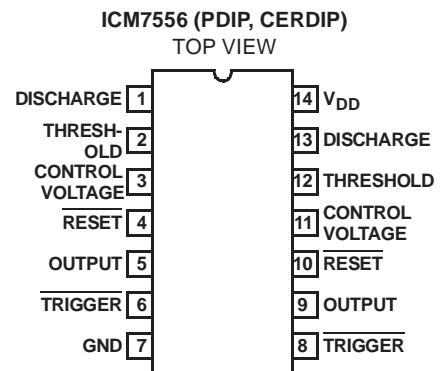 ICM7556 (PDIP, CERDIP)
TOP VIEW
DISCHARGE 1
14 VDD
THRESH-
OLD 2
13 DISCHARGE
CONTROL
VOLTAGE 3
12 THRESHOLD
RESET 4
11 CONTROL
VOLTAGE
OUTPUT 5
10 RESET
TRIGGER 6
9 OUTPUT
GND 7
8 TRIGGER